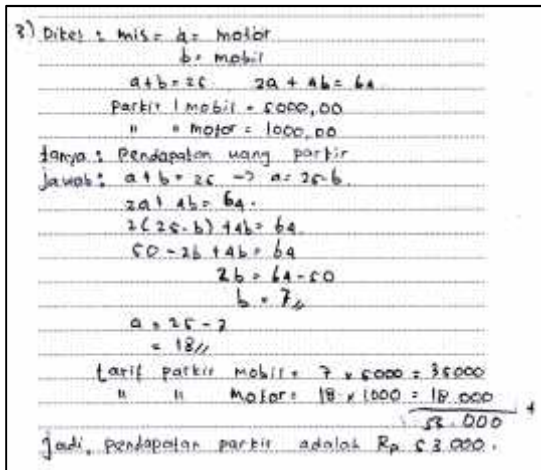 3) Diket : mis = a = motor
b = mobil
a + b = 25 2a + 4b = 64
Parkir 1 mobil = 5000,00
" " motor = 1000,00
tanya : Pendapatan uang parkir
jawab : a + b = 25 -> a = 25-b
2a + 4b = 64.
2(25-b) + 4b = 64
50 - 2b + 4b = 64
2b = 64-50
b = 7//
a = 25 - 7
= 18//
tarif parkir mobil = 7 x 5000 = 35000
" " motor = 18 x 1000 = 18.000
53.000 +
Jadi, pendapatan parkir adalah Rp 53.000.